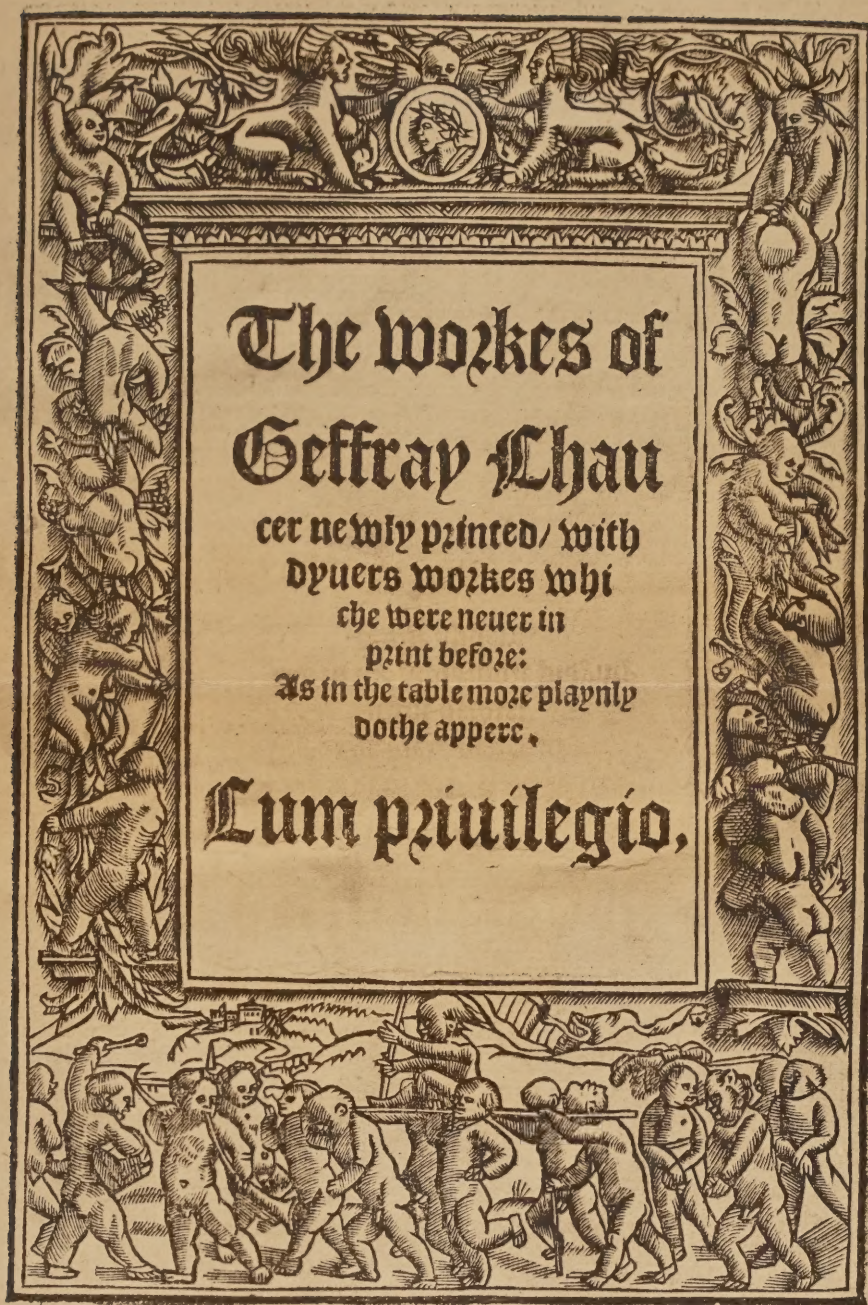 The workes of
Geffray Chau
cer newly printed/ with
dyuers workes whi
che were neuer in
print before:
As in the table more playnly
dothe appere.
Cum priuilegio.